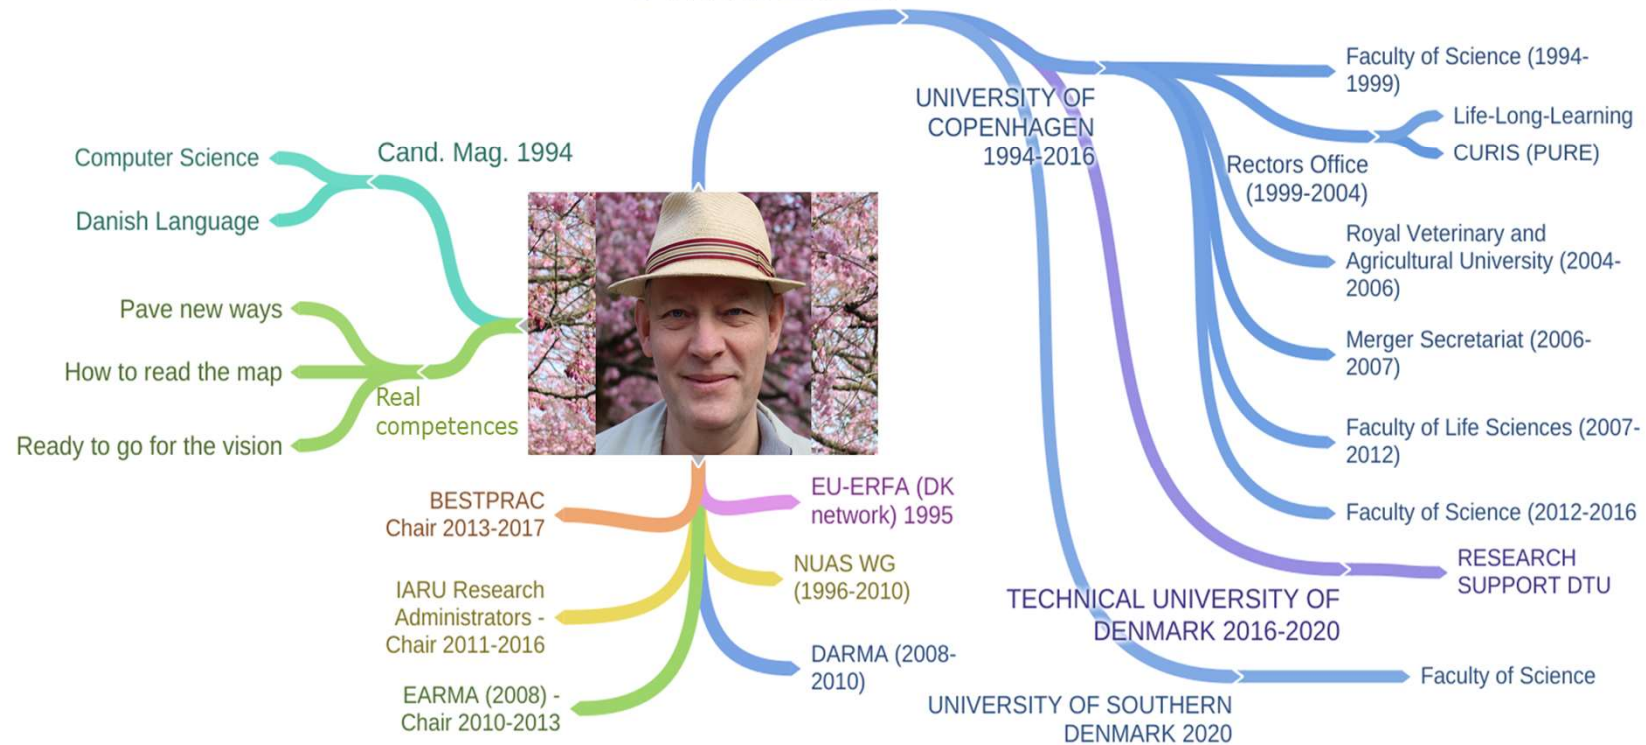 Cand. Mag. 1994
Computer Science
Danish Language
Pave new ways
How to read the map
Ready to go for the vision
Real
competences
BESTPRAC
Chair 2013-2017
IARU Research
Administrators -
Chair 2011-2016
EARMA (2008) -
Chair 2010-2013
EU-ERFA (DK
network) 1995
NUAS WG
(1996-2010)
DARMA (2008-
2010)
UNIVERSITY OF
COPENHAGEN
1994-2016
Faculty of Science (1994-
1999)
Rectors Office
(1999-2004)
Life-Long-Learning
CURIS (PURE)
Royal Veterinary and
Agricultural University (2004-
2006)
Merger Secretariat (2006-
2007)
Faculty of Life Sciences (2007-
2012)
Faculty of Science (2012-2016
TECHNICAL UNIVERSITY OF
DENMARK 2016-2020
RESEARCH
SUPPORT DTU
UNIVERSITY OF SOUTHERN
DENMARK 2020
Faculty of Science